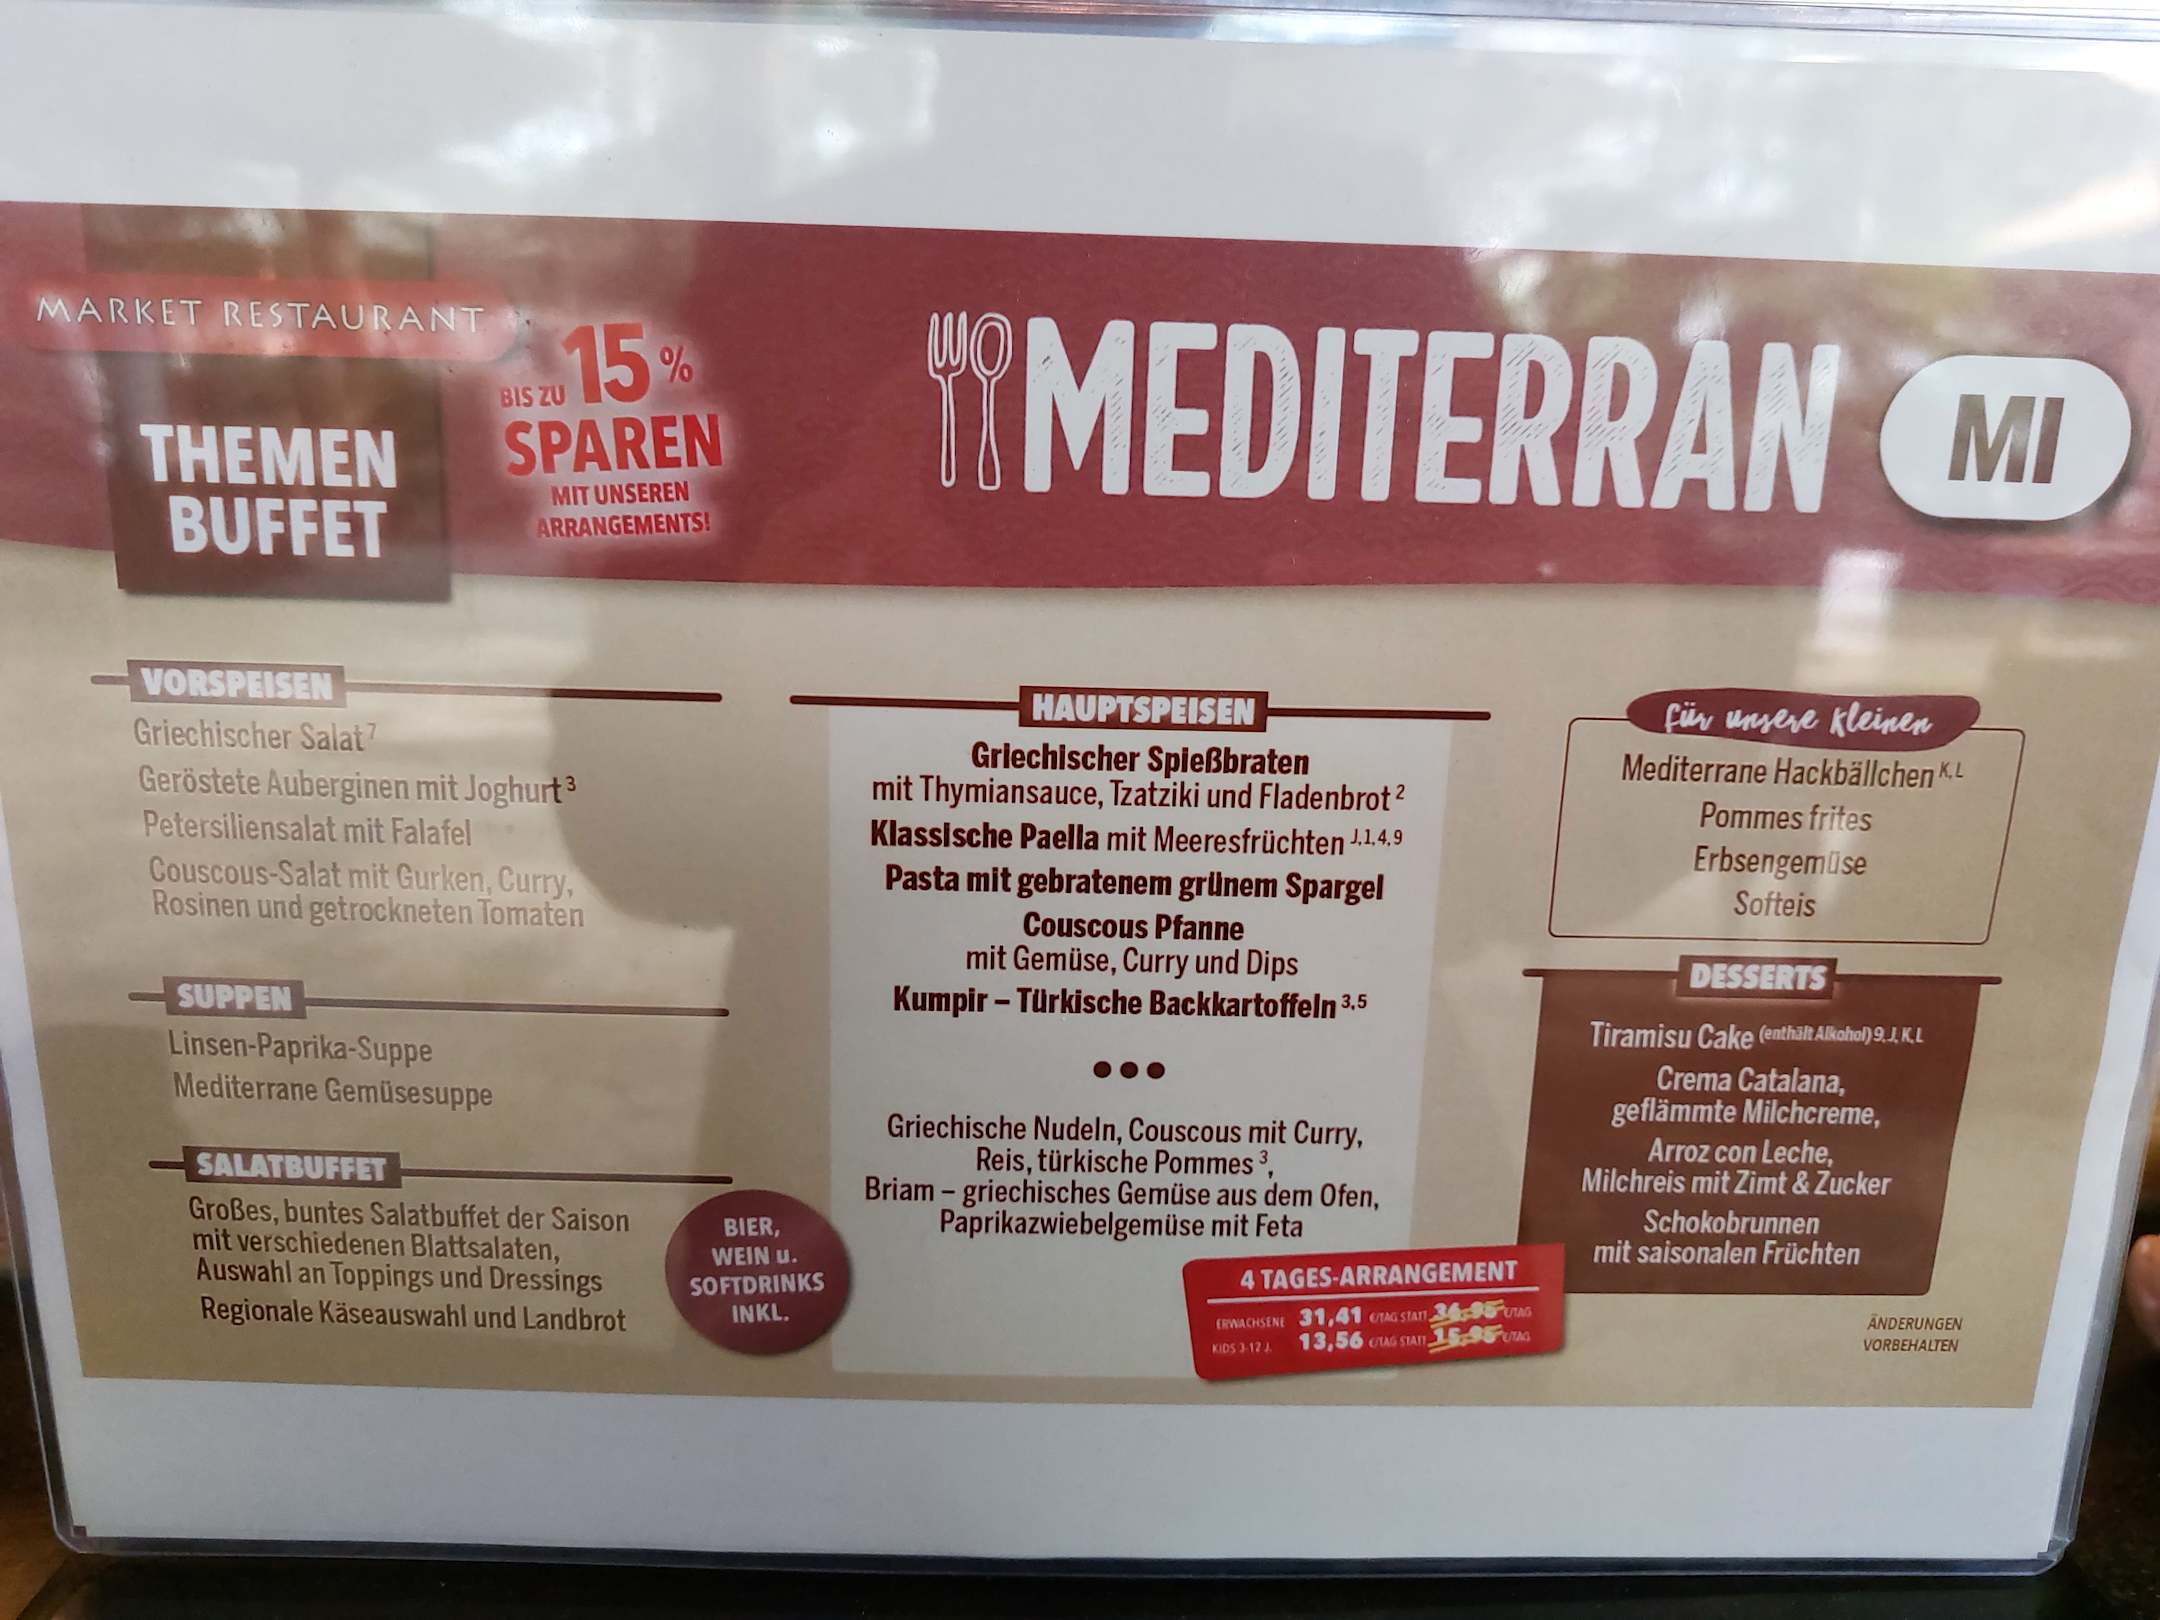 MARKET RESTAURANT
THEMEN
BUFFET
BIS ZU 15%
SPAREN
MIT UNSEREN
ARRANGEMENTS!
MEDITERRAN
MI
VORSPEISEN
Griechischer Salat 7
Geröstete Auberginen mit Joghurt 3
Petersiliensalat mit Falafel
Couscous-Salat mit Gurken, Curry,
Rosinen und getrockneten Tomaten
SUPPEN
Linsen-Paprika-Suppe
Mediterrane Gemüsesuppe
SALATBUFFET
Großes, buntes Salatbuffet der Saison
mit verschiedenen Blattsalaten,
Auswahl an Toppings und Dressings
Regionale Käseauswahl und Landbrot
BIER,
WEIN u.
SOFTDRINKS
INKL.
HAUPTSPEISEN
Griechischer Spießbraten
mit Thymiansauce, Tzatziki und Fladenbrot 2
Klassische Paella mit Meeresfrüchten J,1,4,9
Pasta mit gebratenem grünem Spargel
Couscous Pfanne
mit Gemüse, Curry und Dips
Kumpir – Türkische Backkartoffeln 3,5
•••
Griechische Nudeln, Couscous mit Curry,
Reis, türkische Pommes 3,
Briam – griechisches Gemüse aus dem Ofen,
Paprikazwiebelgemüse mit Feta
4 TAGES-ARRANGEMENT
ERWACHSENE 31,41 €/TAG STATT 36,95 €/TAG
KIDS 3-12 J. 13,56 €/TAG STATT 15,95 €/TAG
für unsere Kleinen
Mediterrane Hackbällchen K,L
Pommes frites
Erbsengemüse
Softeis
DESSERTS
Tiramisu Cake (enthält Alkohol) 9,J,K,L
Crema Catalana,
geflämmte Milchcreme,
Arroz con Leche,
Milchreis mit Zimt & Zucker
Schokobrunnen
mit saisonalen Früchten
ÄNDERUNGEN
VORBEHALTEN